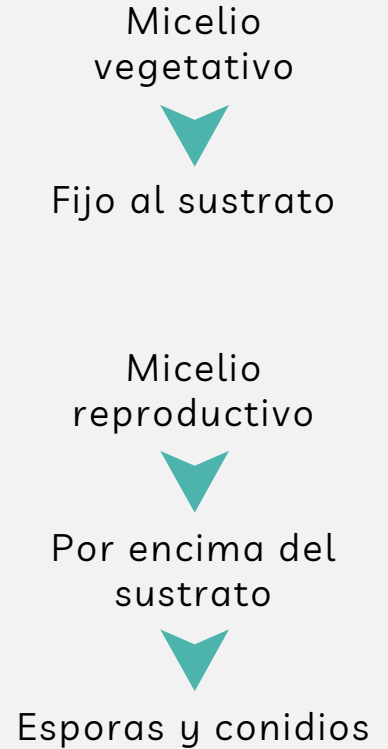 Micelio
vegetativo
Fijo al sustrato
Micelio
reproductivo
Por encima del
sustrato
Esporas y conidios